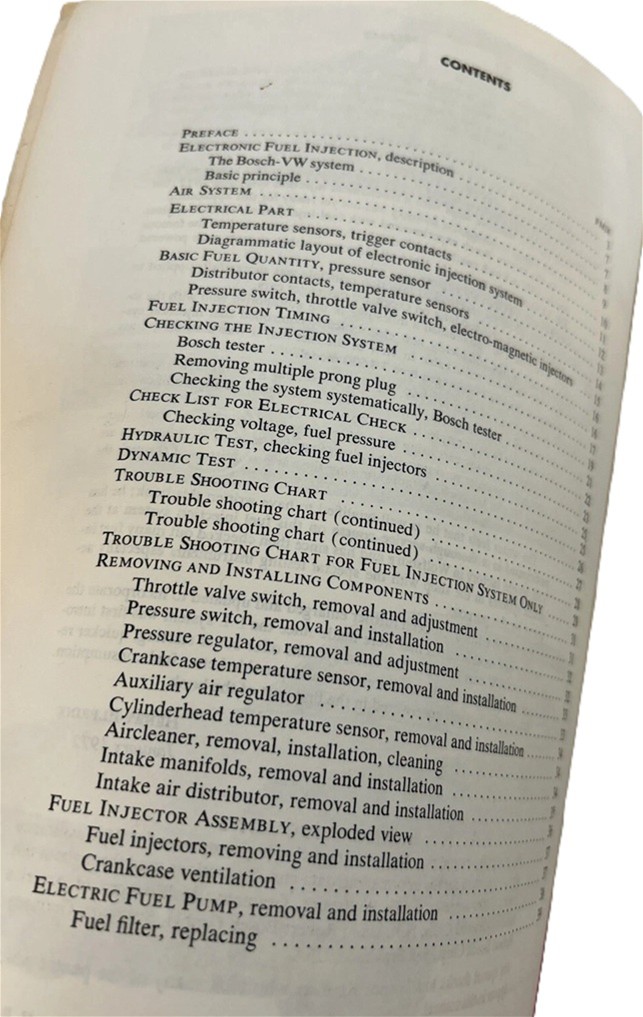 CONTENTS
PAGE
PREFACE
ELECTRONIC FUEL INJECTION, description
The Bosch-VW system
Basic principle
AIR SYSTEM
ELECTRICAL PART
Temperature sensors, trigger contacts
Diagrammatic layout of electronic injection system
BASIC FUEL QUANTITY, pressure sensor
Distributor contacts, temperature sensors
Pressure switch, throttle valve switch, electro-magnetic injectors
FUEL INJECTION TIMING
CHECKING THE INJECTION SYSTEM
Bosch tester
Removing multiple prong plug
Checking the system systematically, Bosch tester
CHECK LIST FOR ELECTRICAL CHECK
Checking voltage, fuel pressure
HYDRAULIC TEST, checking fuel injectors
DYNAMIC TEST
TROUBLE SHOOTING CHART
Trouble shooting chart (continued)
Trouble shooting chart (continued)
TROUBLE SHOOTING CHART FOR FUEL INJECTION SYSTEM ONLY
REMOVING AND INSTALLING COMPONENTS
Throttle valve switch, removal and adjustment
Pressure switch, removal and installation
Pressure regulator, removal and adjustment
Crankcase temperature sensor, removal and installation
Auxiliary air regulator
Cylinderhead temperature sensor, removal and installation
Aircleaner, removal, installation, cleaning
Intake manifolds, removal and installation
Intake air distributor, removal and installation
FUEL INJECTOR ASSEMBLY, exploded view
Fuel injectors, removing and installation
Crankcase ventilation
ELECTRIC FUEL PUMP, removal and installation
Fuel filter, replacing